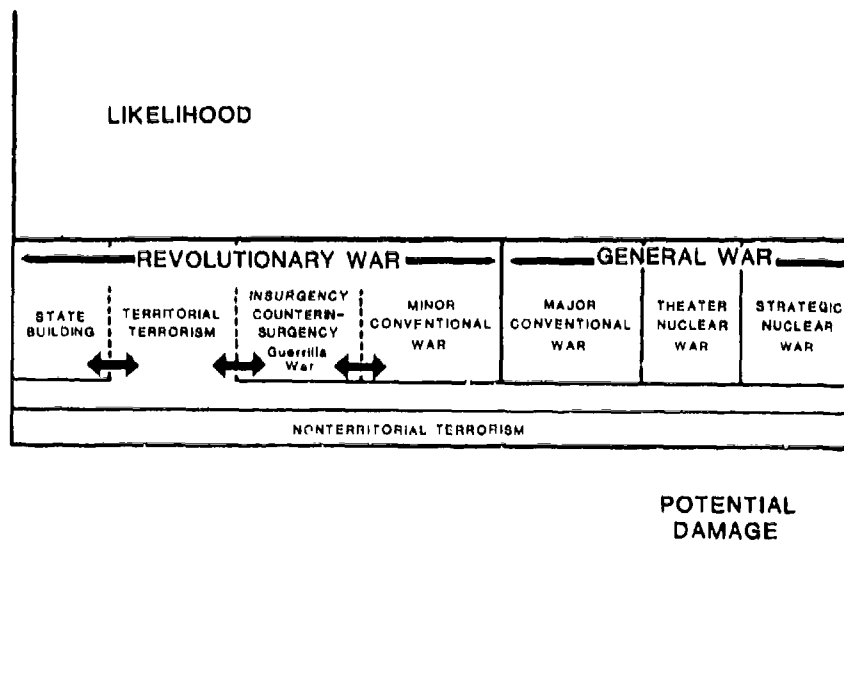 LIKELIHOOD
REVOLUTIONARY WAR
GENERAL WAR
STATE
BUILDING
TERRITORIAL
TERRORISM
INSURGENCY
COUNTERIN-
SURGENCY
Guerrilla
War
MINOR
CONVENTIONAL
WAR
MAJOR
CONVENTIONAL
WAR
THEATER
NUCLEAR
WAR
STRATEGIC
NUCLEAR
WAR
NONTERRITORIAL TERRORISM
POTENTIAL
DAMAGE